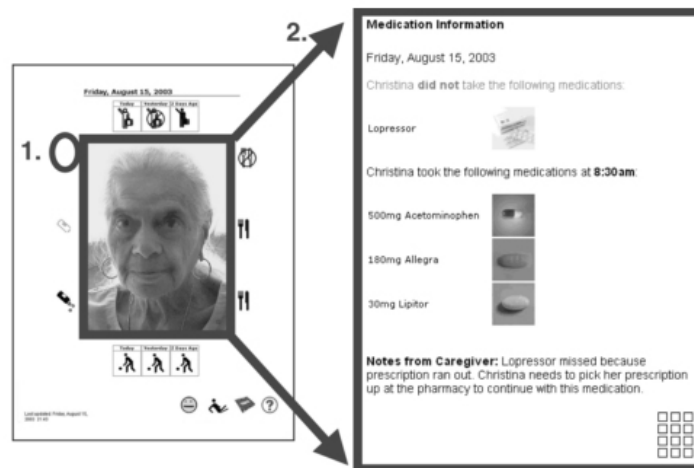 2.
Medication Information
Friday, August 15, 2003
Christina did not take the following medications:
Lopressor
Christina took the following medications at 8:30am:
500mg Acetominophen
180mg Allegra
30mg Lipitor
Notes from Caregiver: Lopressor missed because
prescription ran out. Christina needs to pick her prescription
up at the pharmacy to continue with this medication.
Friday, August 15, 2003
Today Yesterday 2 Days Ago
1.
Today Yesterday 2 Days Ago
?
Last updated: Friday, August 15,